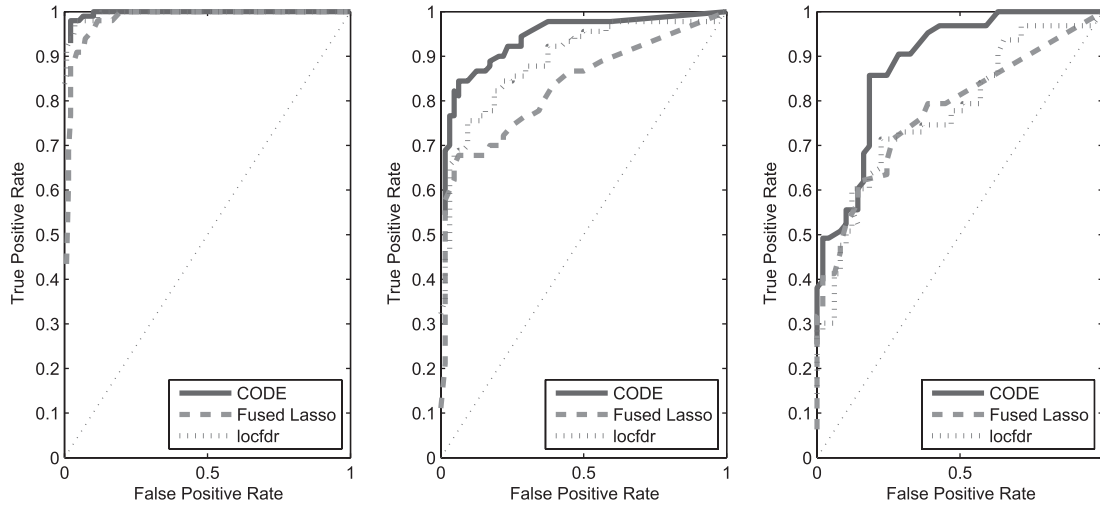 1
0.9
0.8
0.7
0.6
0.5
0.4
0.3
0.2
0.1
0
True Positive Rate
CODE
Fused Lasso
locfdr
0 0.5 1
False Positive Rate
1
0.9
0.8
0.7
0.6
0.5
0.4
0.3
0.2
0.1
0
True Positive Rate
CODE
Fused Lasso
locfdr
0 0.5 1
False Positive Rate
1
0.9
0.8
0.7
0.6
0.5
0.4
0.3
0.2
0.1
0
True Positive Rate
CODE
Fused Lasso
locfdr
0 0.5
False Positive Rate